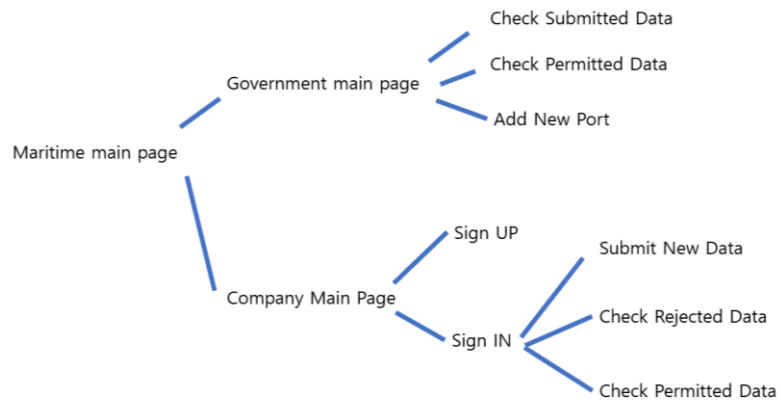 Check Submitted Data
Check Permitted Data
Government main page
Add New Port
Maritime main page
Sign UP
Submit New Data
Company Main Page
Check Rejected Data
Sign IN
Check Permitted Data